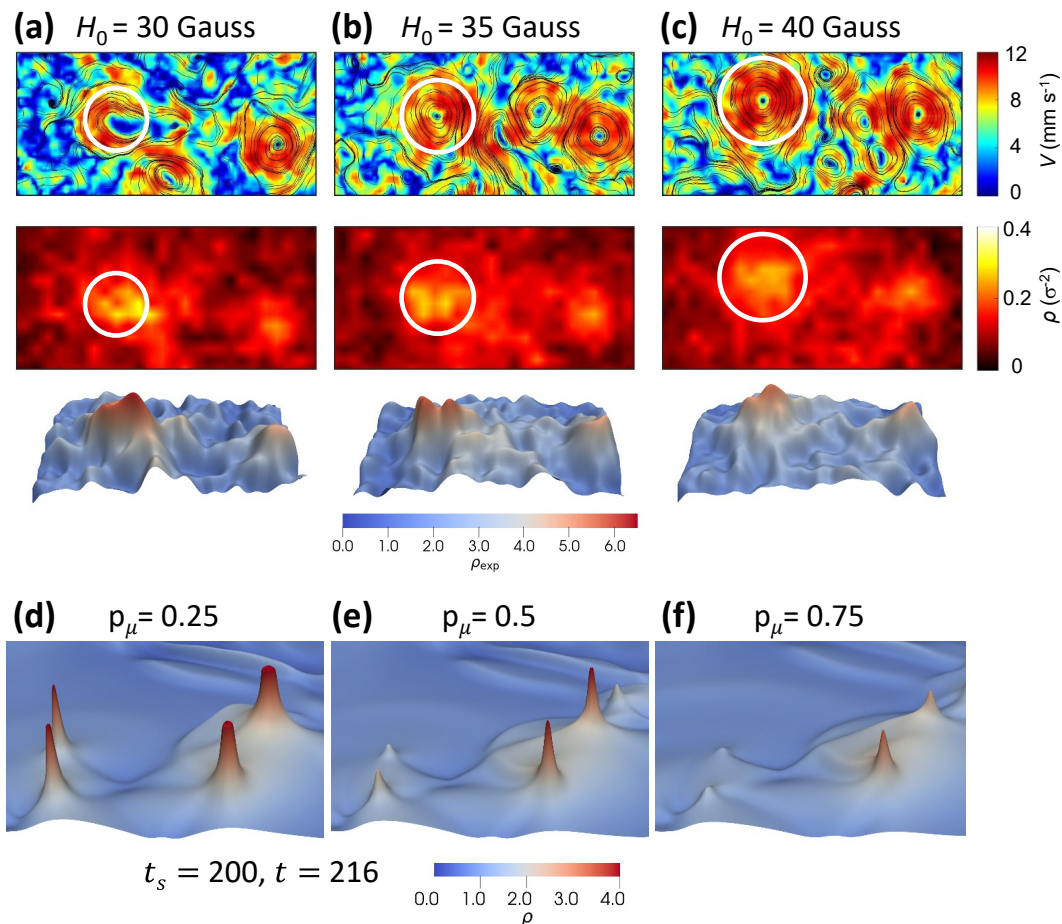 (a) H₀ = 30 Gauss
(b) H₀ = 35 Gauss
(c) H₀ = 40 Gauss
12
8
4
0
V (mm s⁻¹)
0.4
0.2
0
ρ (σ⁻²)
0.0 1.0 2.0 3.0 4.0 5.0 6.0
ρexp
(d) pμ = 0.25
(e) pμ = 0.5
(f) pμ = 0.75
tₛ = 200, t = 216
0.0 1.0 2.0 3.0 4.0
ρ